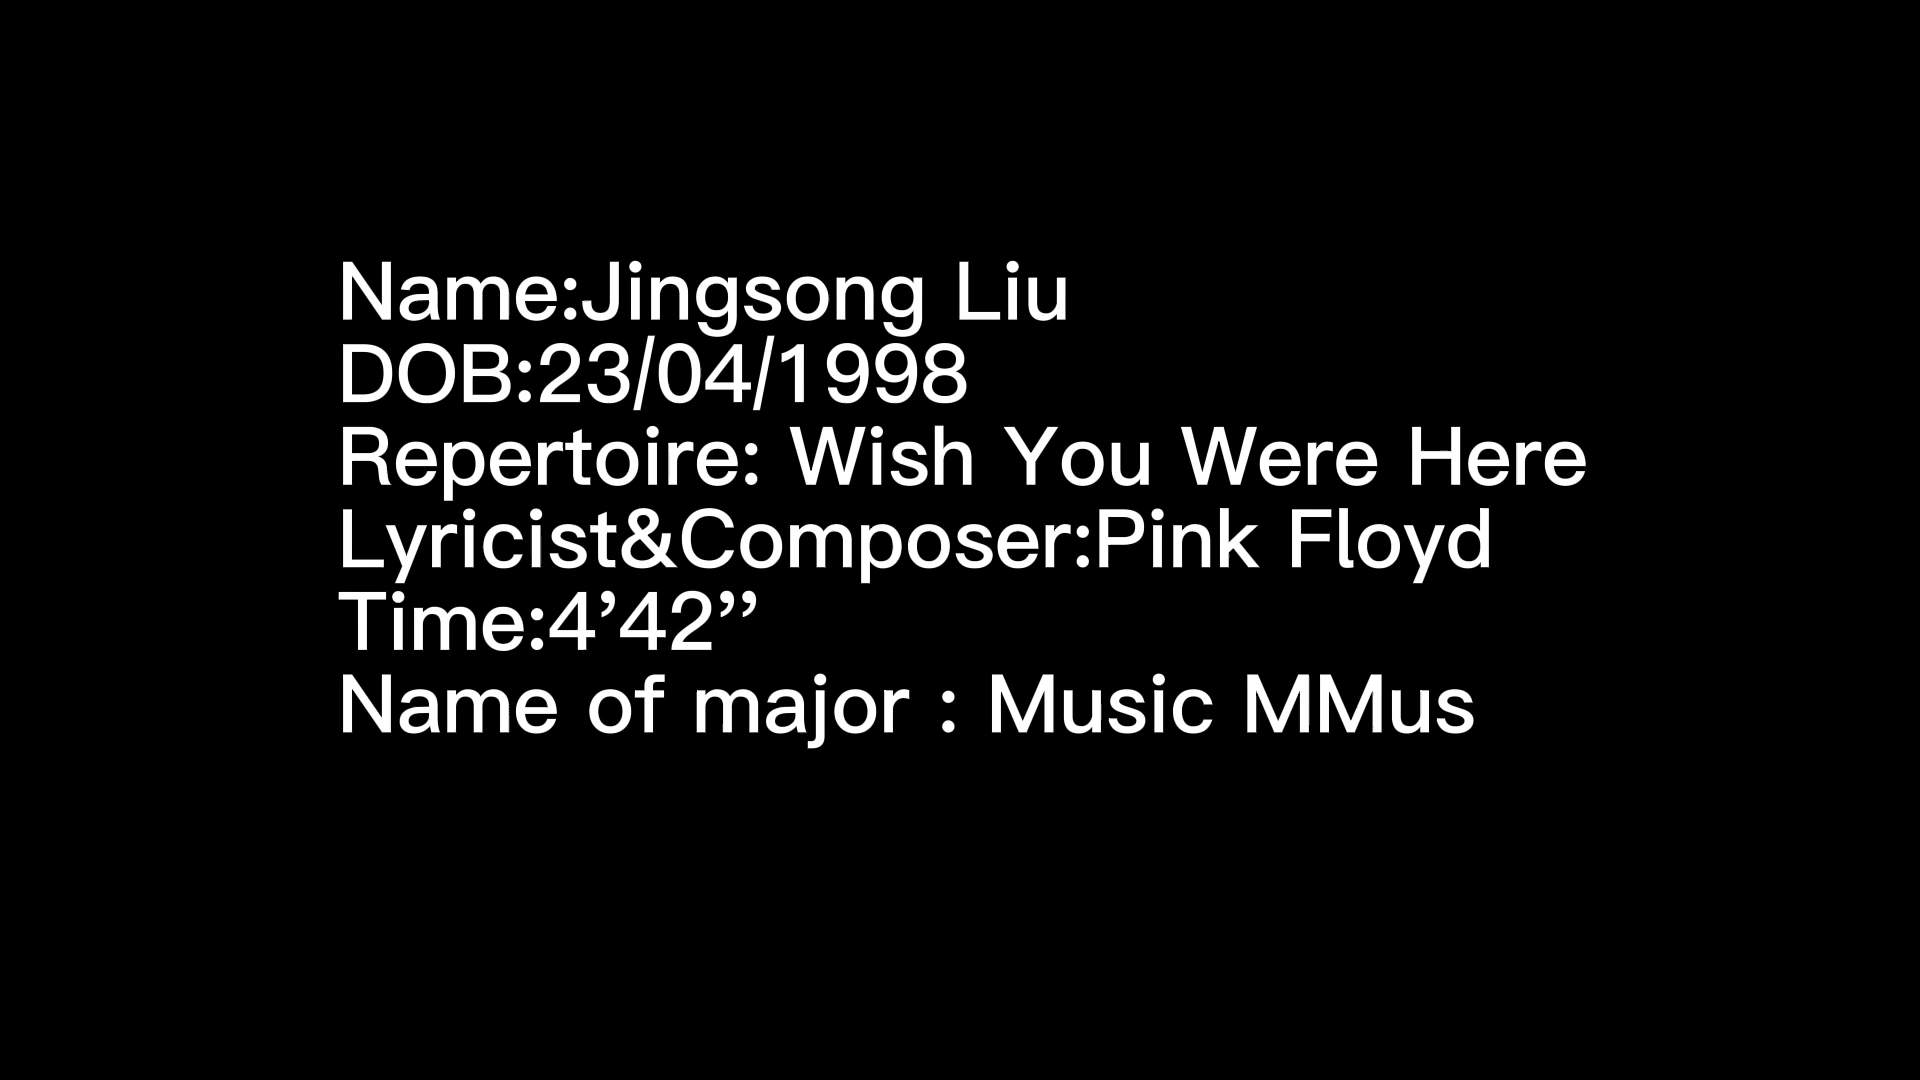 Name:Jingsong Liu
DOB:23/04/1998
Repertoire: Wish You Were Here
Lyricist&Composer:Pink Floyd
Time:4’42’’
Name of major : Music MMus